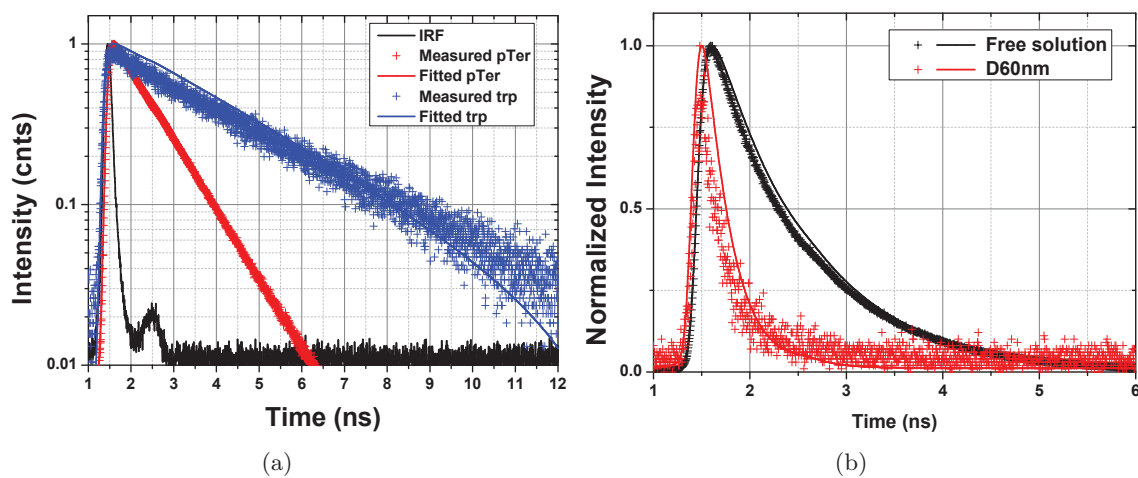 IRF
Measured pTer
Fitted pTer
Measured trp
Fitted trp
1
0.1
0.01
Intensity (cnts)
1 2 3 4 5 6 7 8 9 10 11 12
Time (ns)
(a)
Free solution
D60nm
1.0
0.5
0.0
Normalized Intensity
1 2 3 4 5 6
Time (ns)
(b)